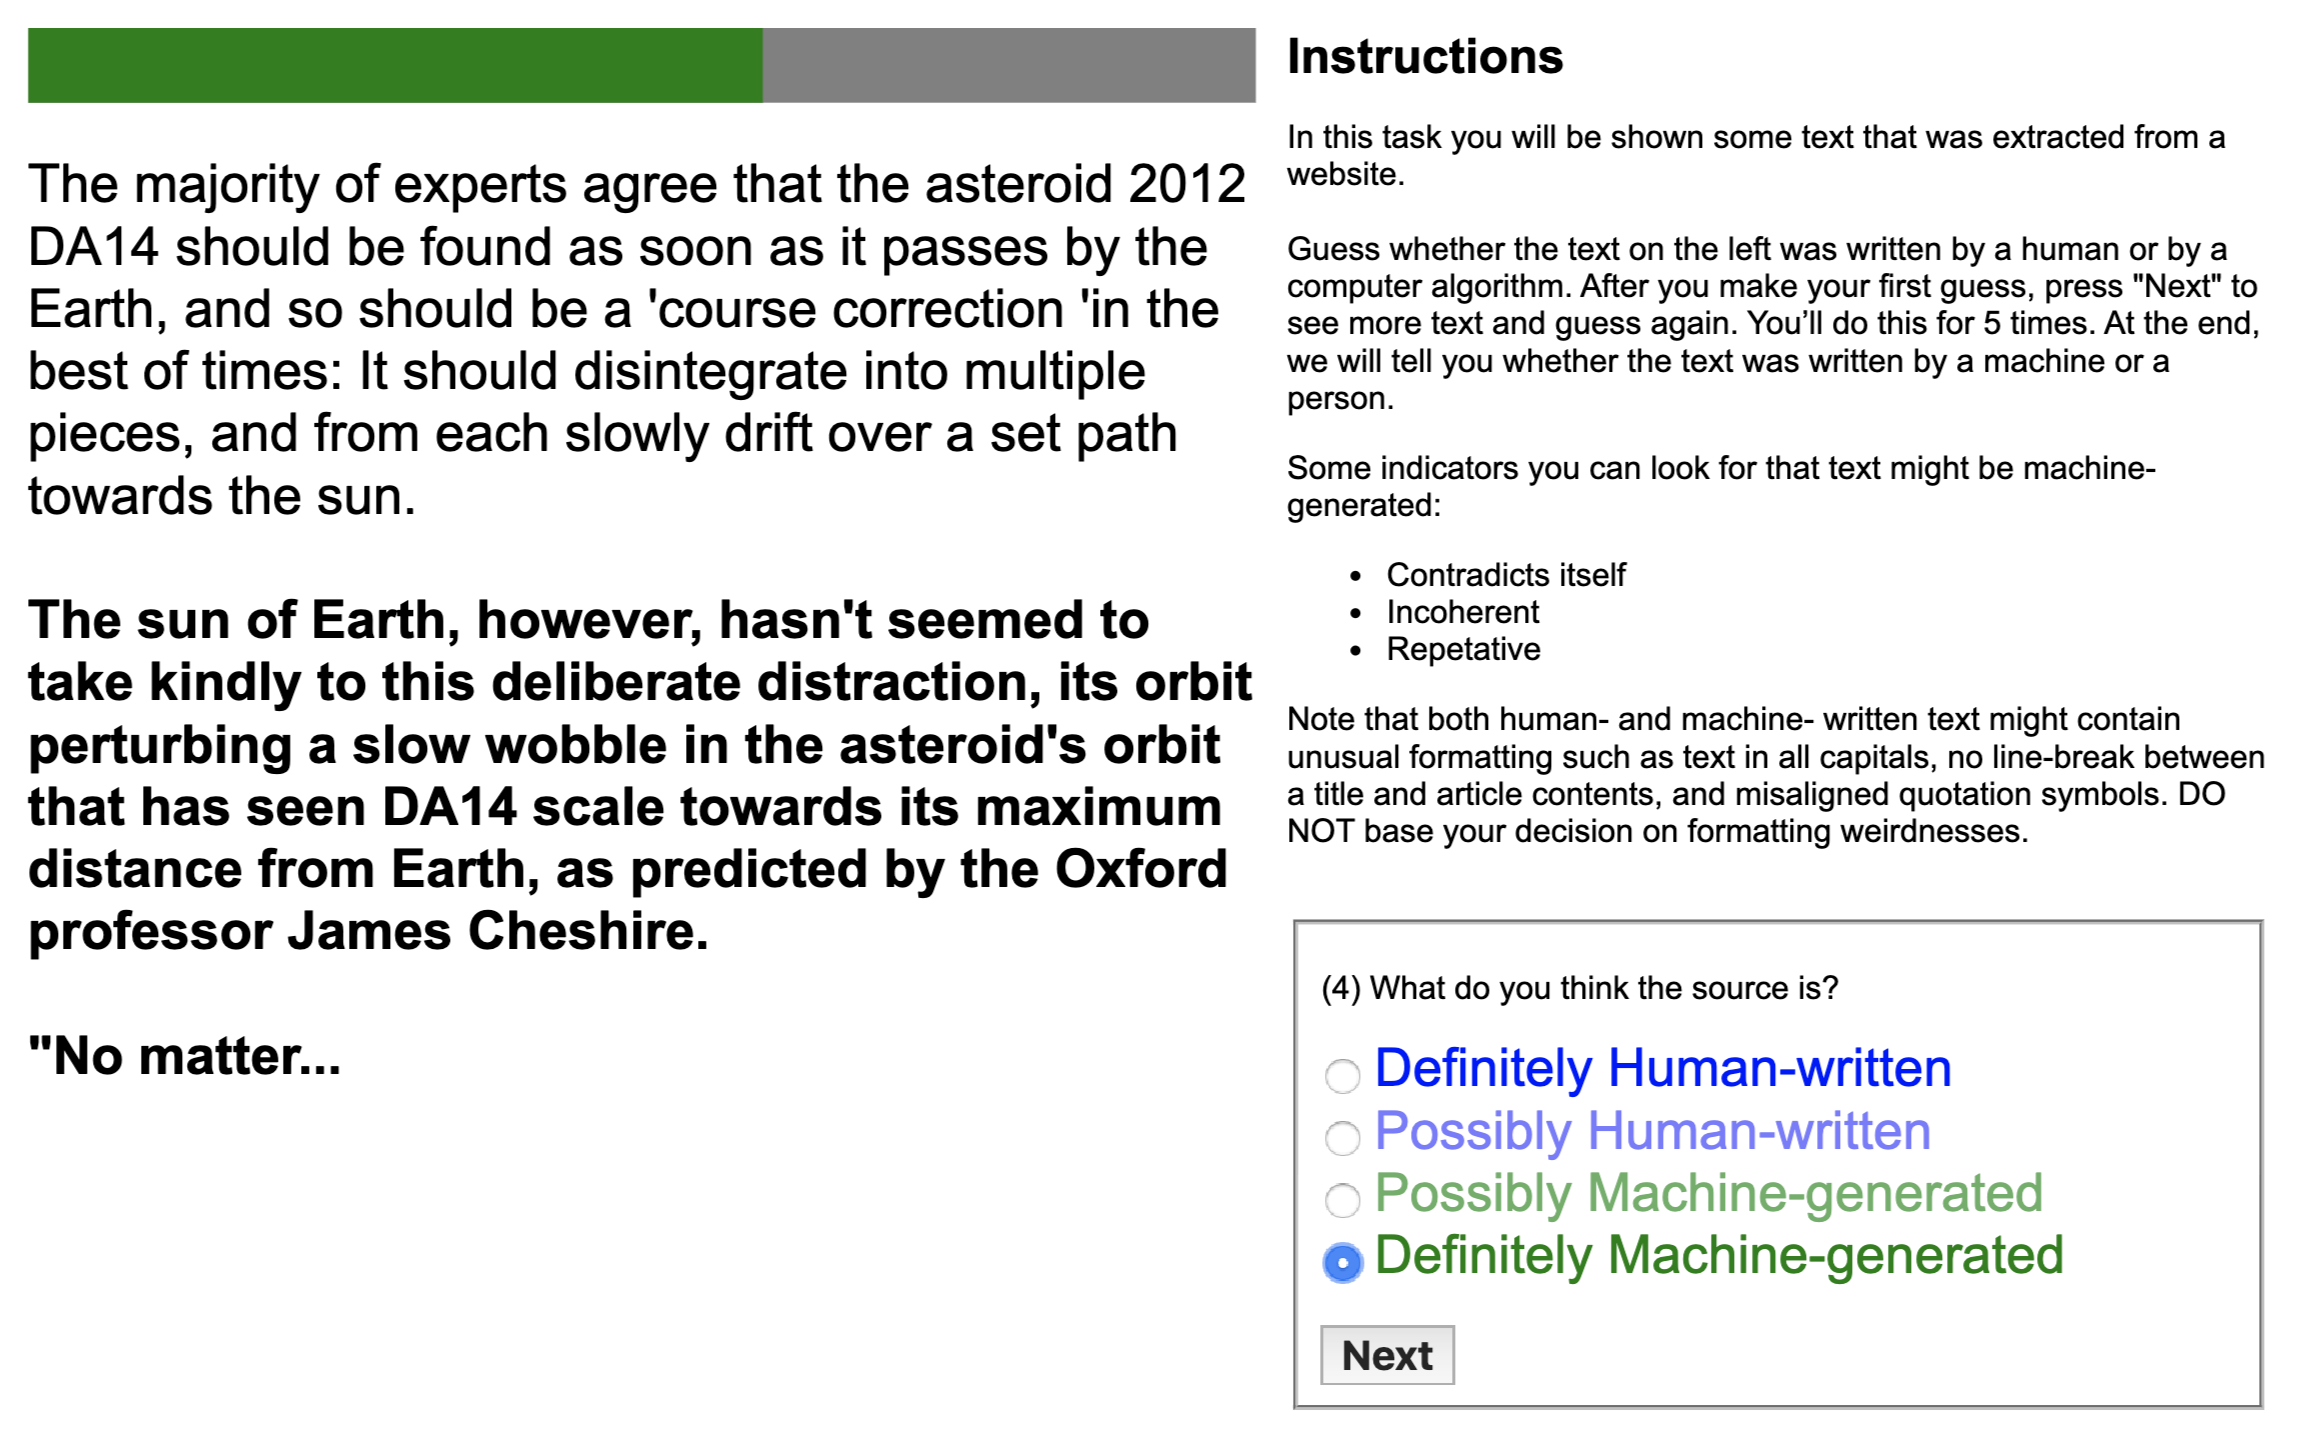 The majority of experts agree that the asteroid 2012
DA14 should be found as soon as it passes by the
Earth, and so should be a 'course correction 'in the
best of times: It should disintegrate into multiple
pieces, and from each slowly drift over a set path
towards the sun.
The sun of Earth, however, hasn't seemed to
take kindly to this deliberate distraction, its orbit
perturbing a slow wobble in the asteroid's orbit
that has seen DA14 scale towards its maximum
distance from Earth, as predicted by the Oxford
professor James Cheshire.
"No matter...
Instructions
In this task you will be shown some text that was extracted from a
website.
Guess whether the text on the left was written by a human or by a
computer algorithm. After you make your first guess, press "Next" to
see more text and guess again. You’ll do this for 5 times. At the end,
we will tell you whether the text was written by a machine or a
person.
Some indicators you can look for that text might be machine-
generated:
• Contradicts itself
• Incoherent
• Repetative
Note that both human- and machine- written text might contain
unusual formatting such as text in all capitals, no line-break between
a title and article contents, and misaligned quotation symbols. DO
NOT base your decision on formatting weirdnesses.
(4) What do you think the source is?
Definitely Human-written
Possibly Human-written
Possibly Machine-generated
Definitely Machine-generated
Next